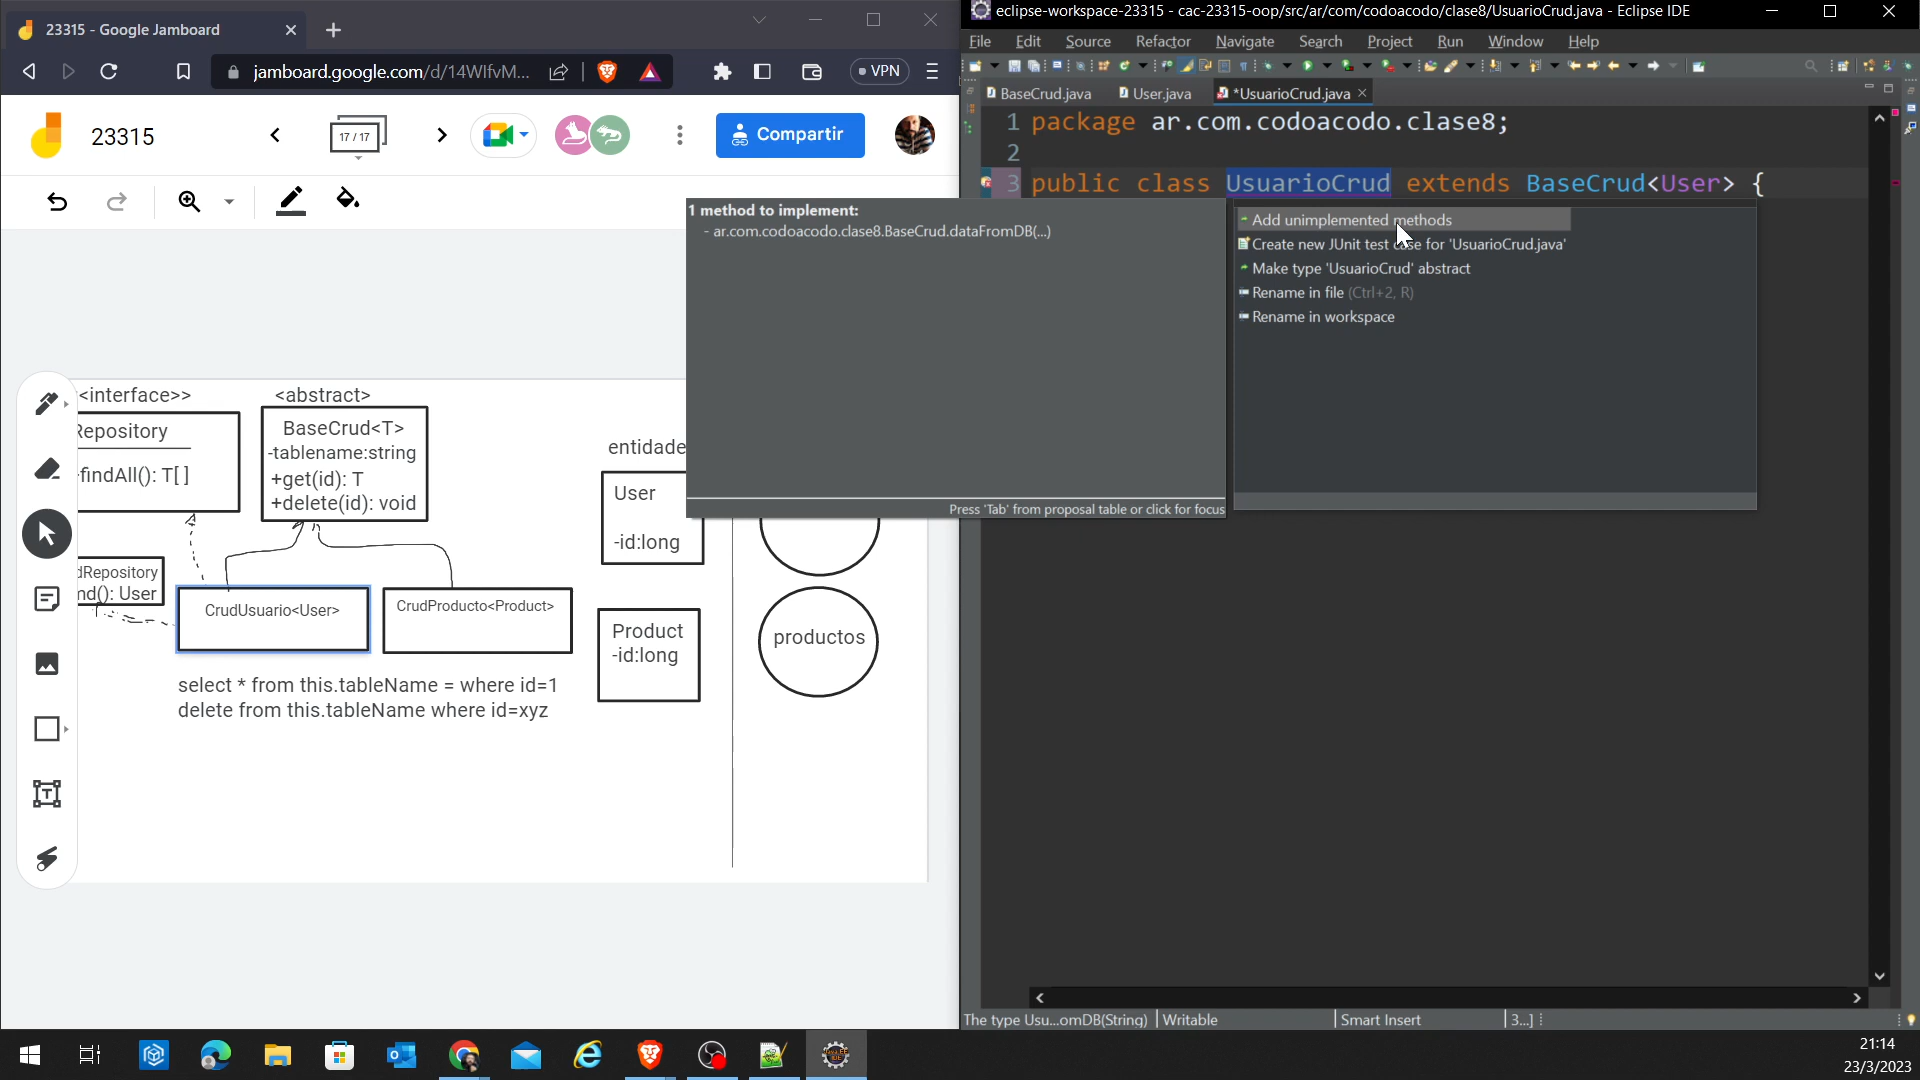 23315 - Google Jamboard
jamboard.google.com/d/14WlfvM...
VPN
23315
17 / 17
Compartir
<interface>>
Repository
findAll(): T[ ]
<abstract>
BaseCrud<T>
-tablename:string
+get(id): T
+delete(id): void
dRepository
nd(): User
CrudUsuario<User>
CrudProducto<Product>
select * from this.tableName = where id=1
delete from this.tableName where id=xyz
entidade
User
-id:long
Product
-id:long
productos
eclipse-workspace-23315 - cac-23315-oop/src/ar/com/codoacodo/clase8/UsuarioCrud.java - Eclipse IDE
File Edit Source Refactor Navigate Search Project Run Window Help
BaseCrud.java User.java *UsuarioCrud.java
1 package ar.com.codoacodo.clase8;
2
3 public class UsuarioCrud extends BaseCrud<User> {
1 method to implement:
- ar.com.codoacodo.clase8.BaseCrud.dataFromDB(...)
Press 'Tab' from proposal table or click for focus
Add unimplemented methods
Create new JUnit test case for 'UsuarioCrud.java'
Make type 'UsuarioCrud' abstract
Rename in file (Ctrl+2, R)
Rename in workspace
The type Usu...omDB(String) Writable Smart Insert 3...]
21:14
23/3/2023